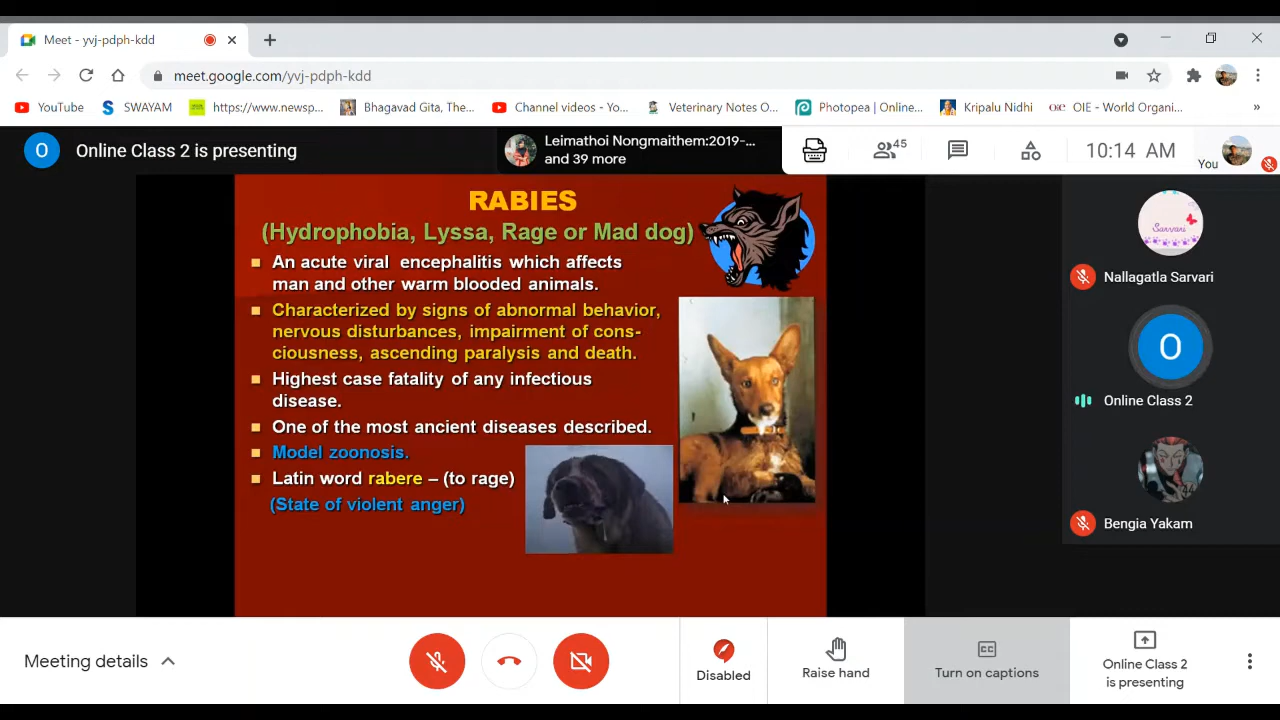 Meet - yvj-pdph-kdd
meet.google.com/yvj-pdph-kdd
YouTube
SWAYAM
https://www.newsp...
Bhagavad Gita, The...
Channel videos - Yo...
Veterinary Notes O...
Photopea | Online...
Kripalu Nidhi
OIE - World Organi...
»
O
Online Class 2 is presenting
Leimathoi Nongmaithem:2019-...
and 39 more
45
10:14 AM
You
RABIES
(Hydrophobia, Lyssa, Rage or Mad dog)
An acute viral encephalitis which affects
man and other warm blooded animals.
Characterized by signs of abnormal behavior,
nervous disturbances, impairment of cons-
ciousness, ascending paralysis and death.
Highest case fatality of any infectious
disease.
One of the most ancient diseases described.
Model zoonosis.
Latin word rabere – (to rage)
(State of violent anger)
Sarvari
Nallagatla Sarvari
O
Online Class 2
Bengia Yakam
Meeting details
Disabled
Raise hand
CC
Turn on captions
Online Class 2
is presenting